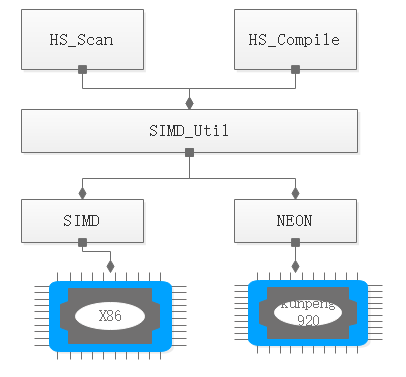 HS_Scan
HS_Compile
SIMD_Util
SIMD
NEON
X86
kunpeng
920